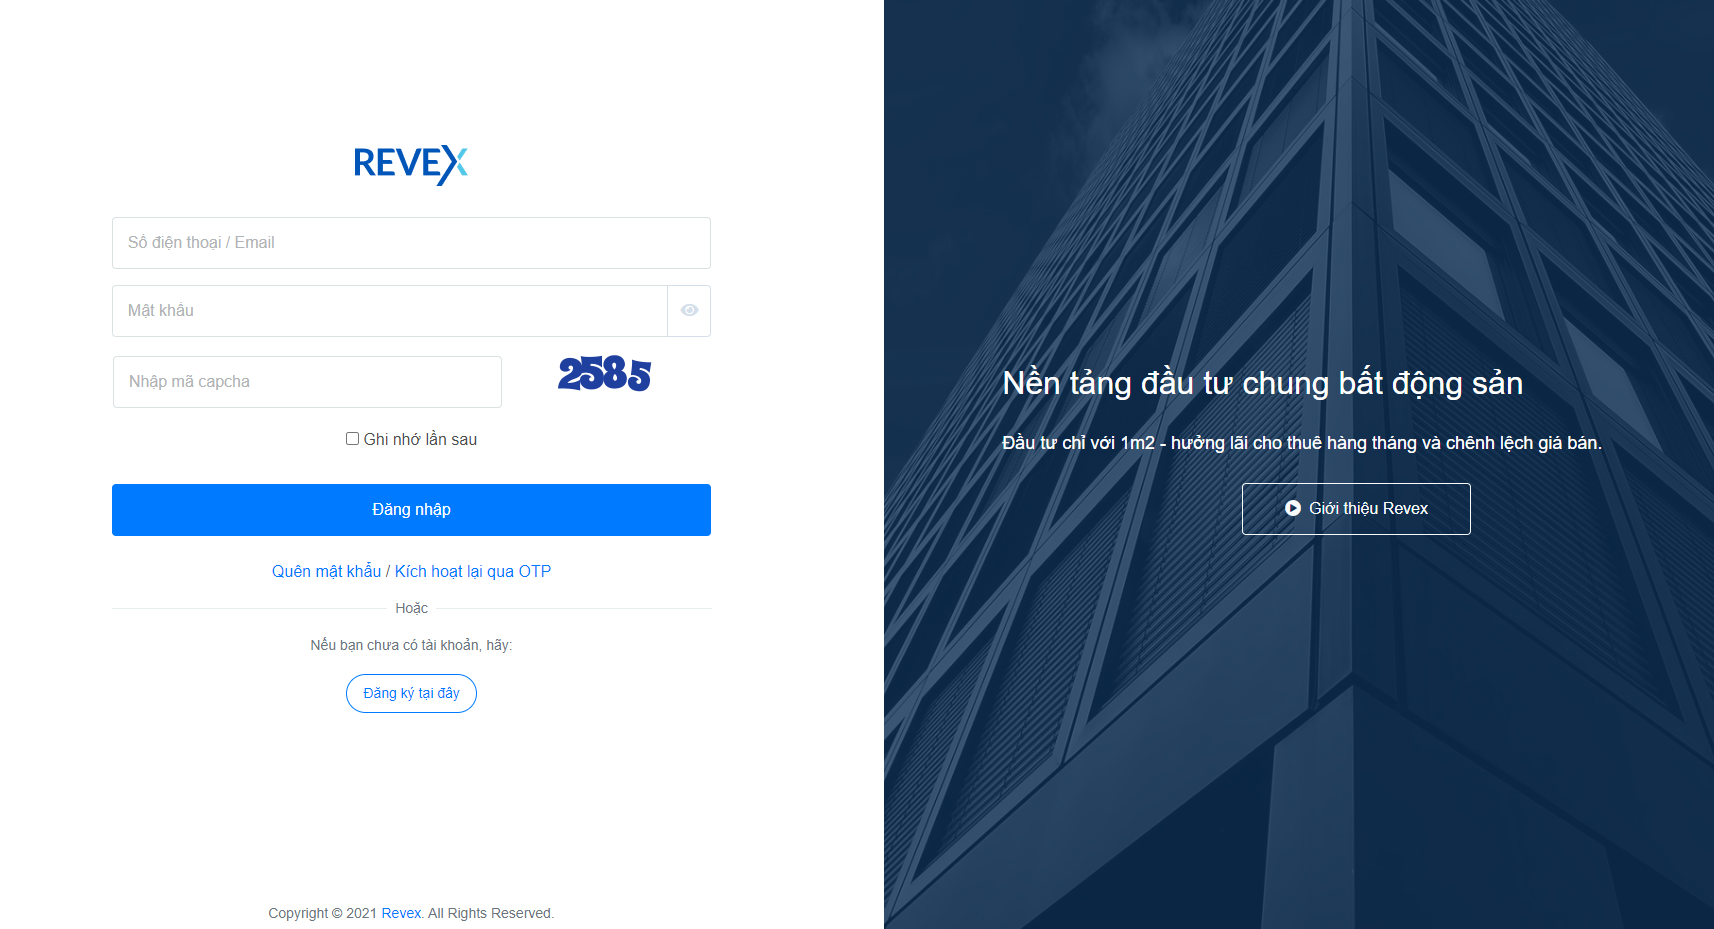 REVEX
Số điện thoại / Email
Mật khẩu
Nhập mã capcha
2585
Ghi nhớ lần sau
Đăng nhập
Quên mật khẩu / Kích hoạt lại qua OTP
Hoặc
Nếu bạn chưa có tài khoản, hãy:
Đăng ký tại đây
Copyright © 2021 Revex. All Rights Reserved.
Nền tảng đầu tư chung bất động sản
Đầu tư chỉ với 1m2 - hưởng lãi cho thuê hàng tháng và chênh lệch giá bán.
Giới thiệu Revex